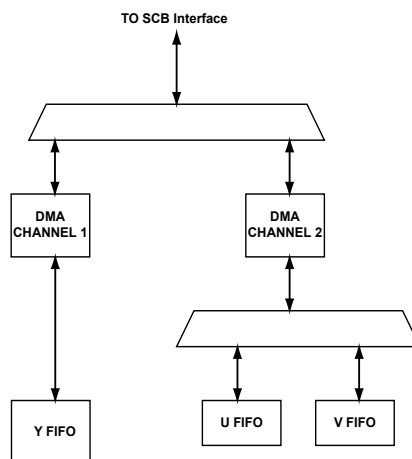 TO SCB Interface
DMA
CHANNEL 1
DMA
CHANNEL 2
Y FIFO
U FIFO
V FIFO